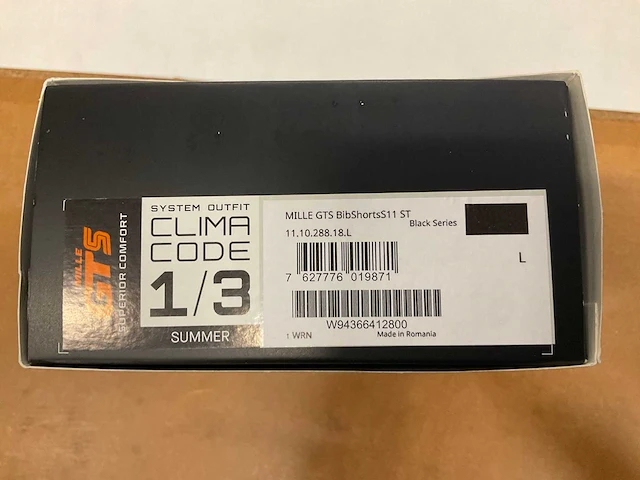 MILLE
GTS
SUPERIOR COMFORT
SYSTEM OUTFIT
CLIMA
CODE
1/3
SUMMER
MILLE GTS BibShortsS11 ST
Black Series
11.10.288.18.L
L
7 627776 019871
W94366412800
1 WRN
Made in Romania